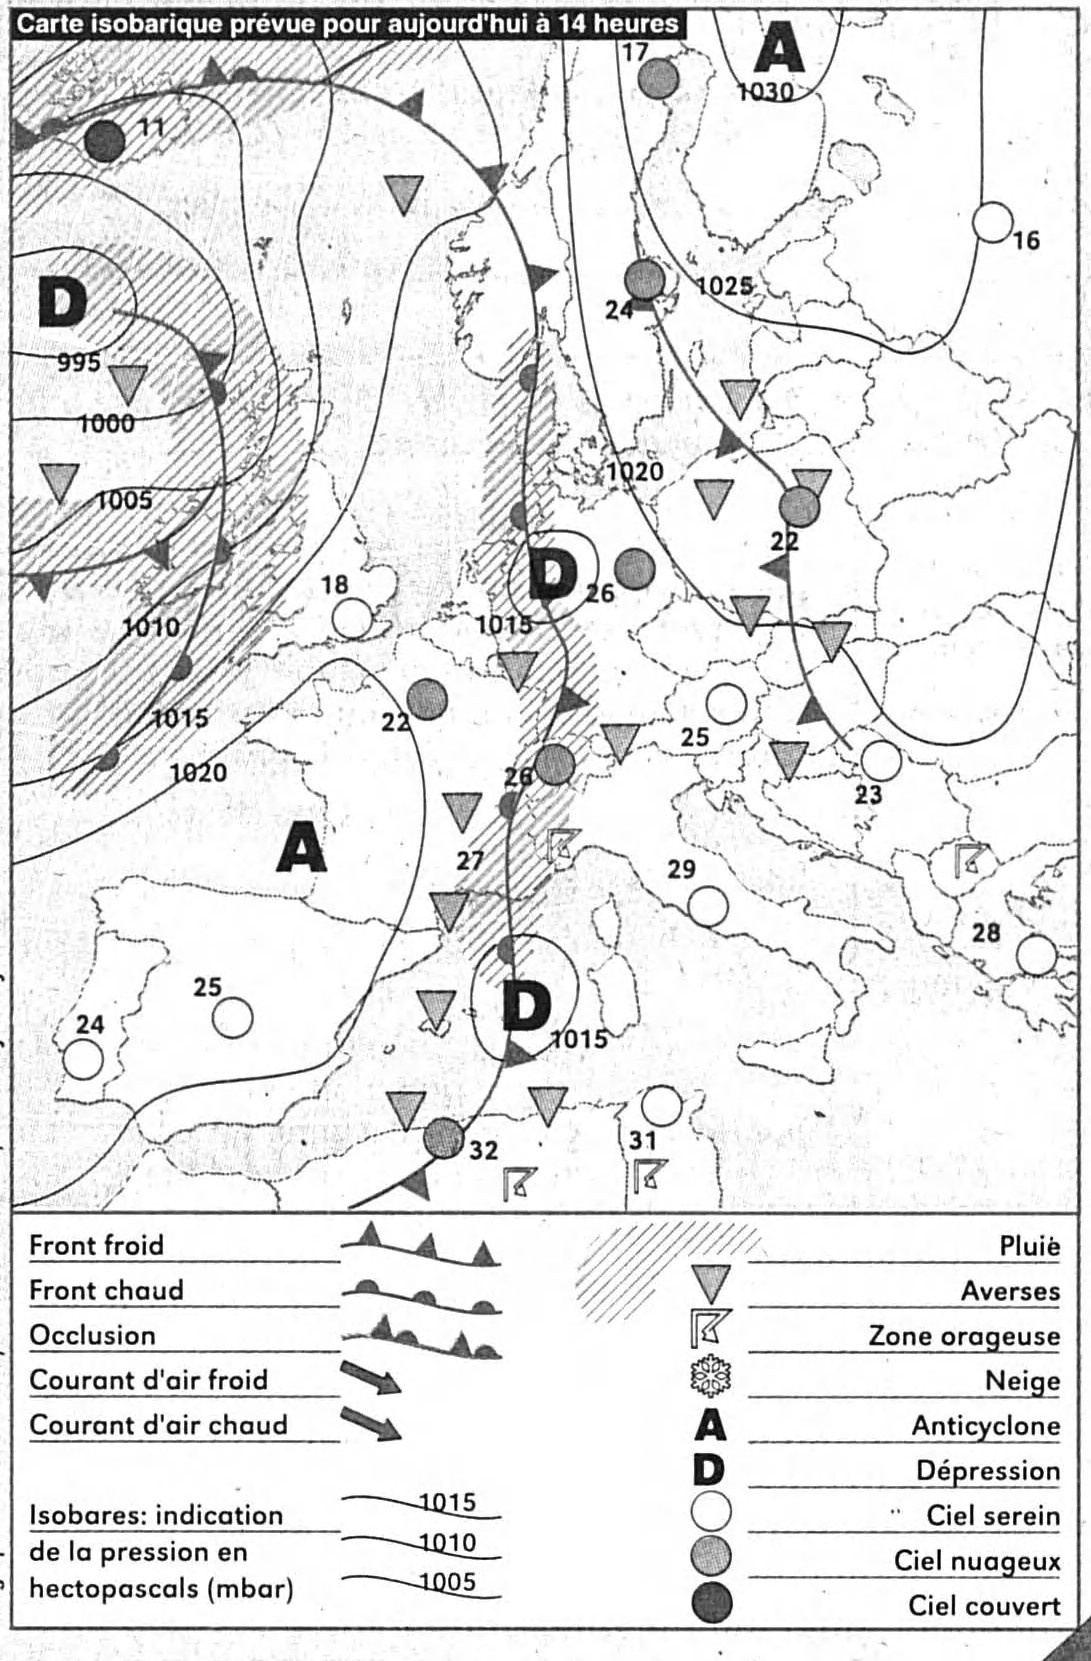 Carte isobarique prévue pour aujourd'hui à 14 heures
17
A
1030
11
16
D
1025
24
995
1000
1020
1005
22
D
26
18
1010
1015
22
25
1015
26
1020
23
A
27
29
28
25
D
24
1015
32
31
Front froid
Front chaud
Occlusion
Courant d'air froid
Courant d'air chaud
Isobares: indication
de la pression en
hectopascals (mbar)
1015
1010
1005
Pluie
Averses
Zone orageuse
Neige
A Anticyclone
D Dépression
Ciel serein
Ciel nuageux
Ciel couvert